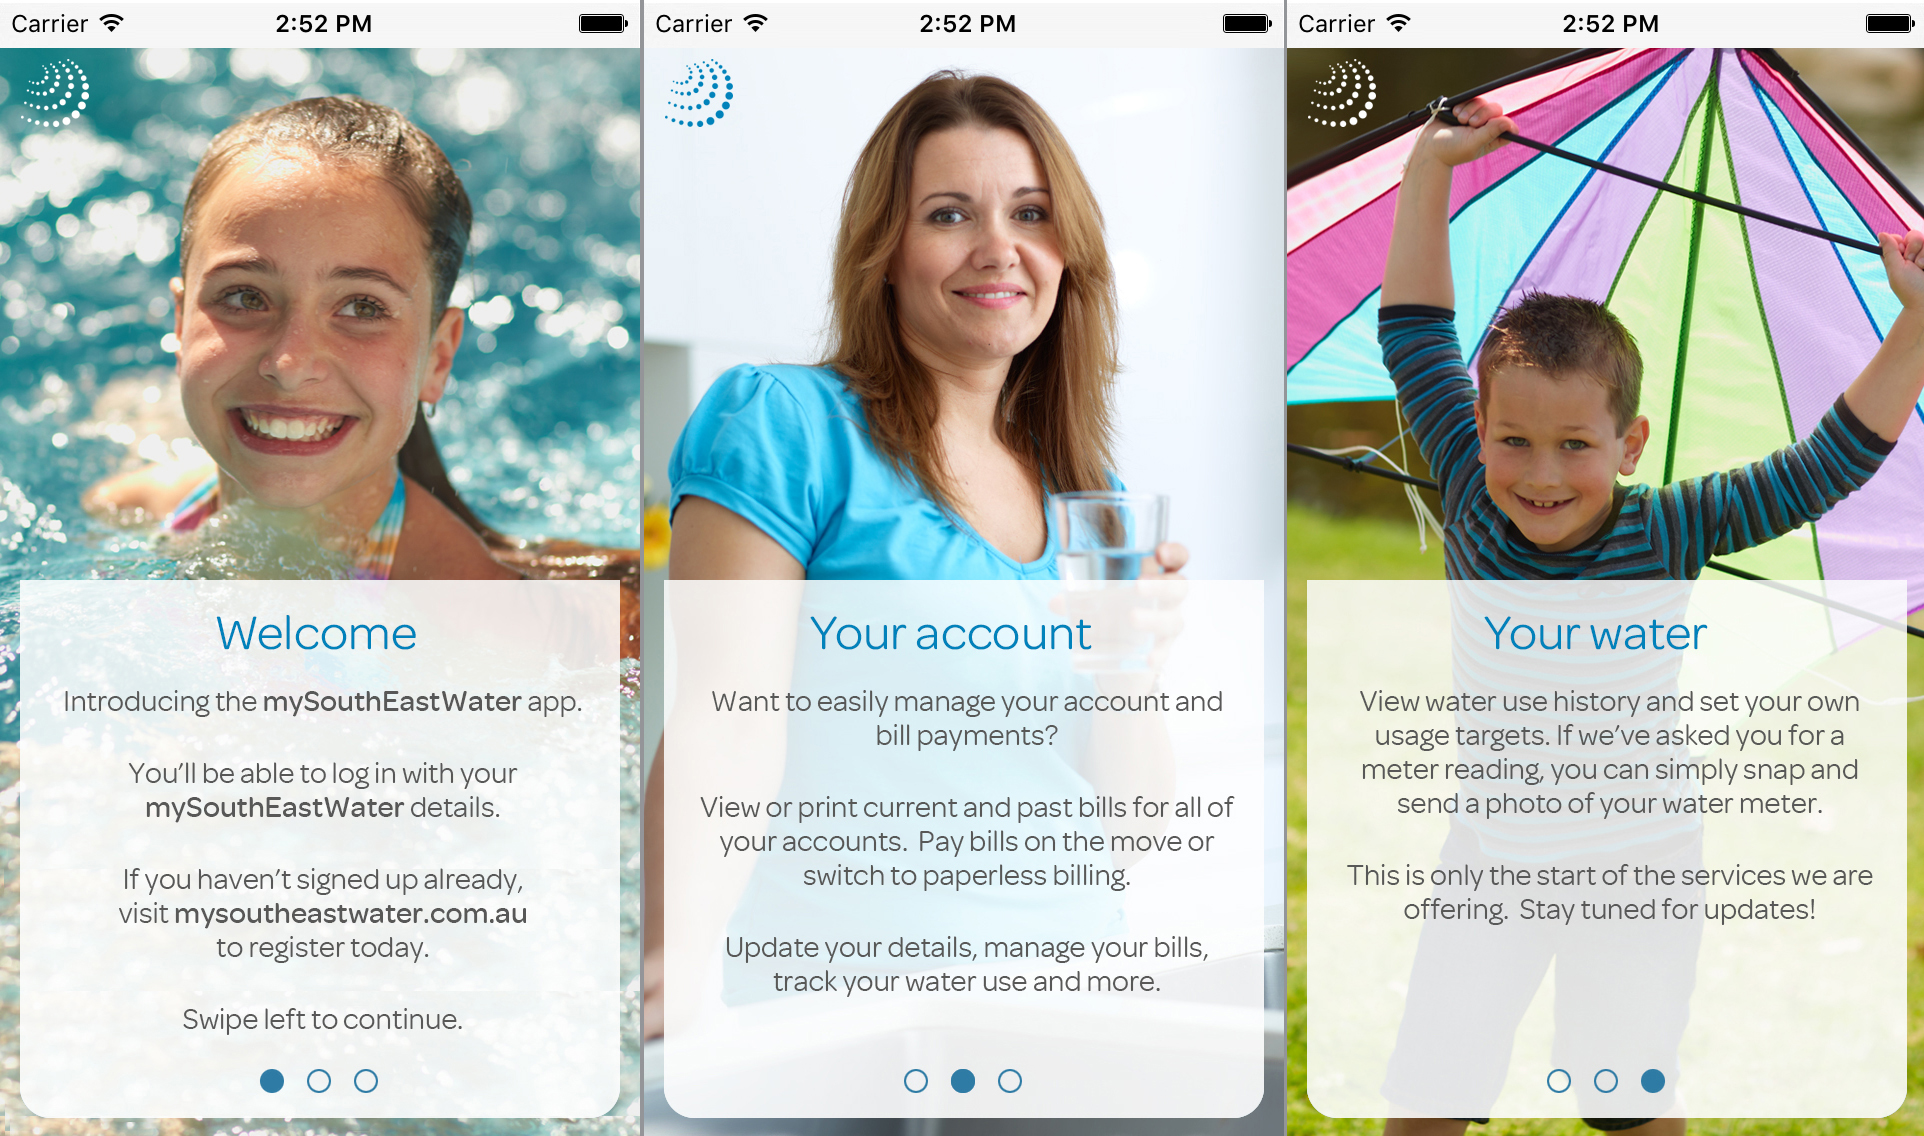 Carrier 2:52 PM
Welcome
Introducing the mySouthEastWater app.
You'll be able to log in with your
mySouthEastWater details.
If you haven't signed up already,
visit mysoutheastwater.com.au
to register today.
Swipe left to continue.
Carrier 2:52 PM
Your account
Want to easily manage your account and
bill payments?
View or print current and past bills for all of
your accounts.  Pay bills on the move or
switch to paperless billing.
Update your details, manage your bills,
track your water use and more.
Carrier 2:52 PM
Your water
View water use history and set your own
usage targets. If we've asked you for a
meter reading, you can simply snap and
send a photo of your water meter.
This is only the start of the services we are
offering.  Stay tuned for updates!